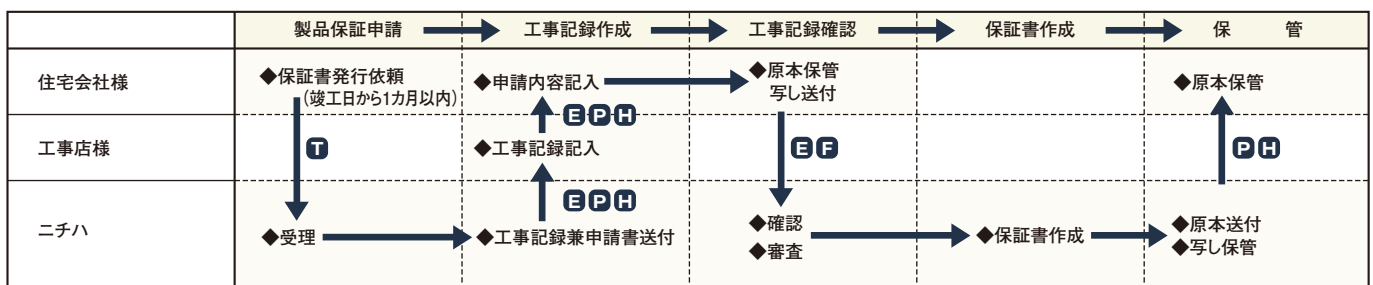 製品保証申請 工事記録作成 工事記録確認 保証書作成 保管
住宅会社様
◆保証書発行依頼
(竣工日から1カ月以内)
◆申請内容記入
◆原本保管
写し送付
◆原本保管
E P H
工事店様
T
◆工事記録記入
E F
P H
E P H
ニチハ
◆受理
◆工事記録兼申請書送付
◆確認
◆審査
◆保証書作成
◆原本送付
◆写し保管